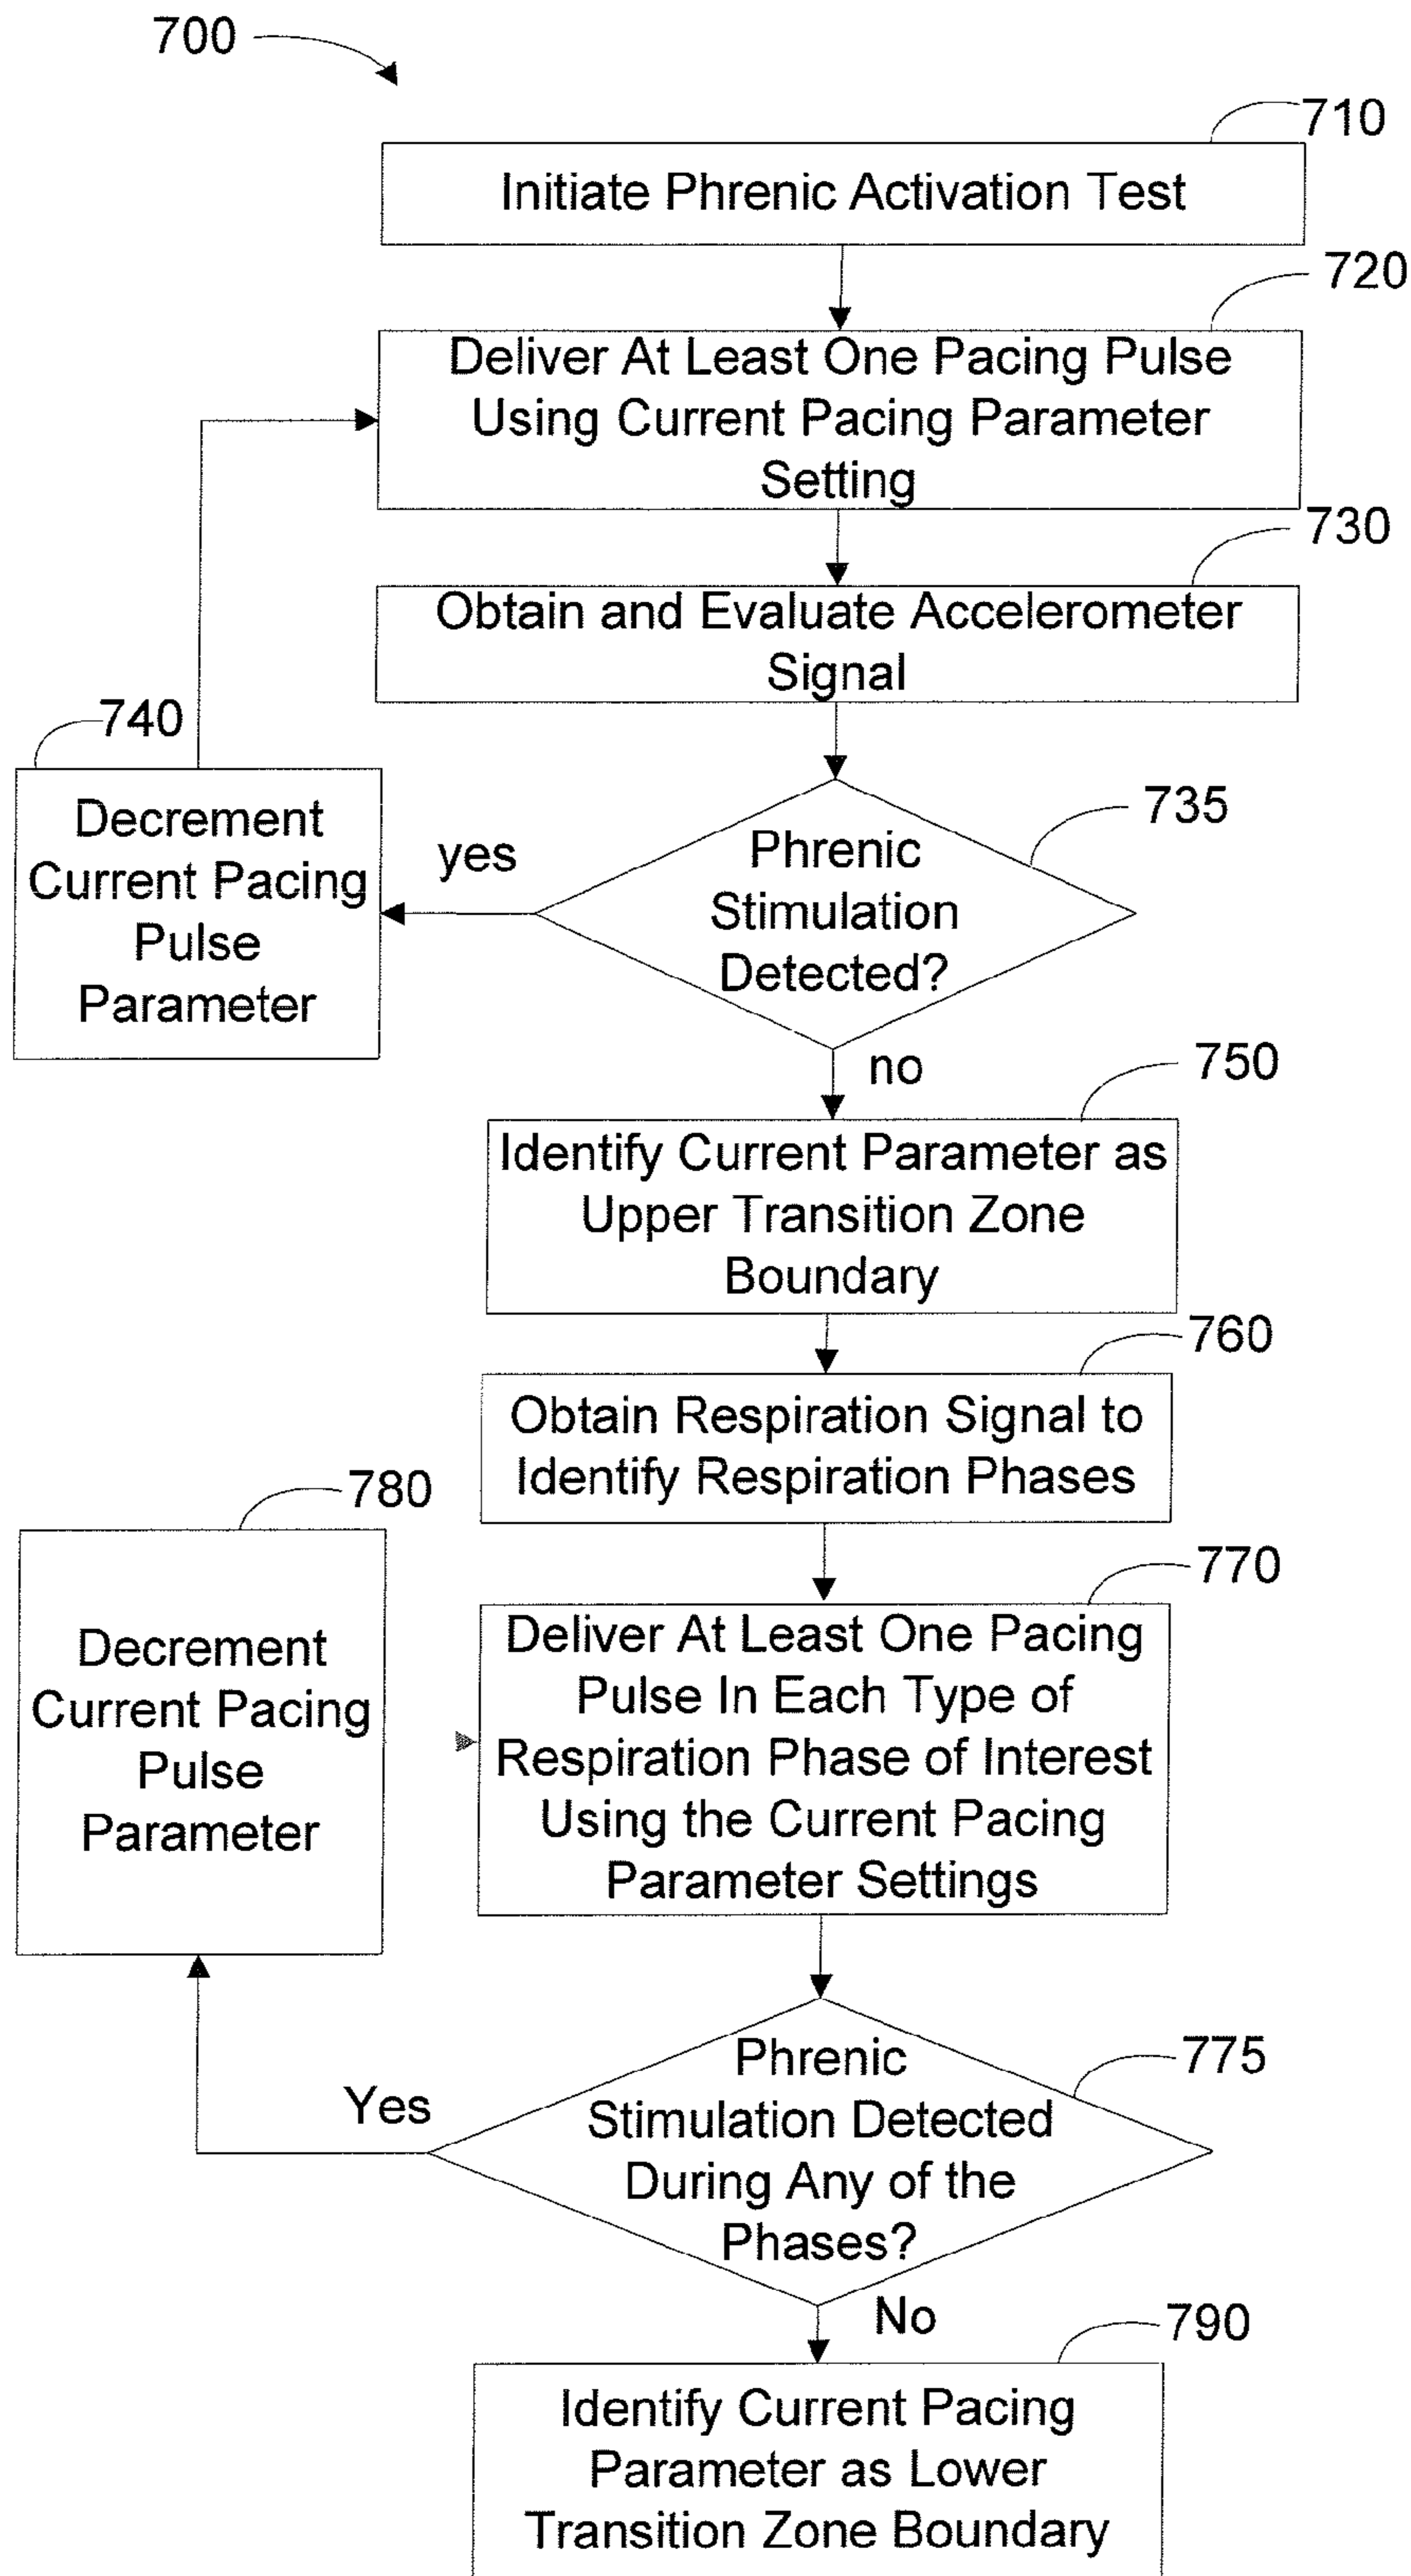 700
710
Initiate Phrenic Activation Test
720
Deliver At Least One Pacing Pulse
Using Current Pacing Parameter
Setting
730
Obtain and Evaluate Accelerometer
Signal
740
Decrement
Current Pacing
Pulse
Parameter
yes
735
Phrenic
Stimulation
Detected?
no
750
Identify Current Parameter as
Upper Transition Zone
Boundary
760
Obtain Respiration Signal to
Identify Respiration Phases
780
Decrement
Current Pacing
Pulse
Parameter
770
Deliver At Least One Pacing
Pulse In Each Type of
Respiration Phase of Interest
Using the Current Pacing
Parameter Settings
Yes
775
Phrenic
Stimulation Detected
During Any of the
Phases?
No
790
Identify Current Pacing
Parameter as Lower
Transition Zone Boundary